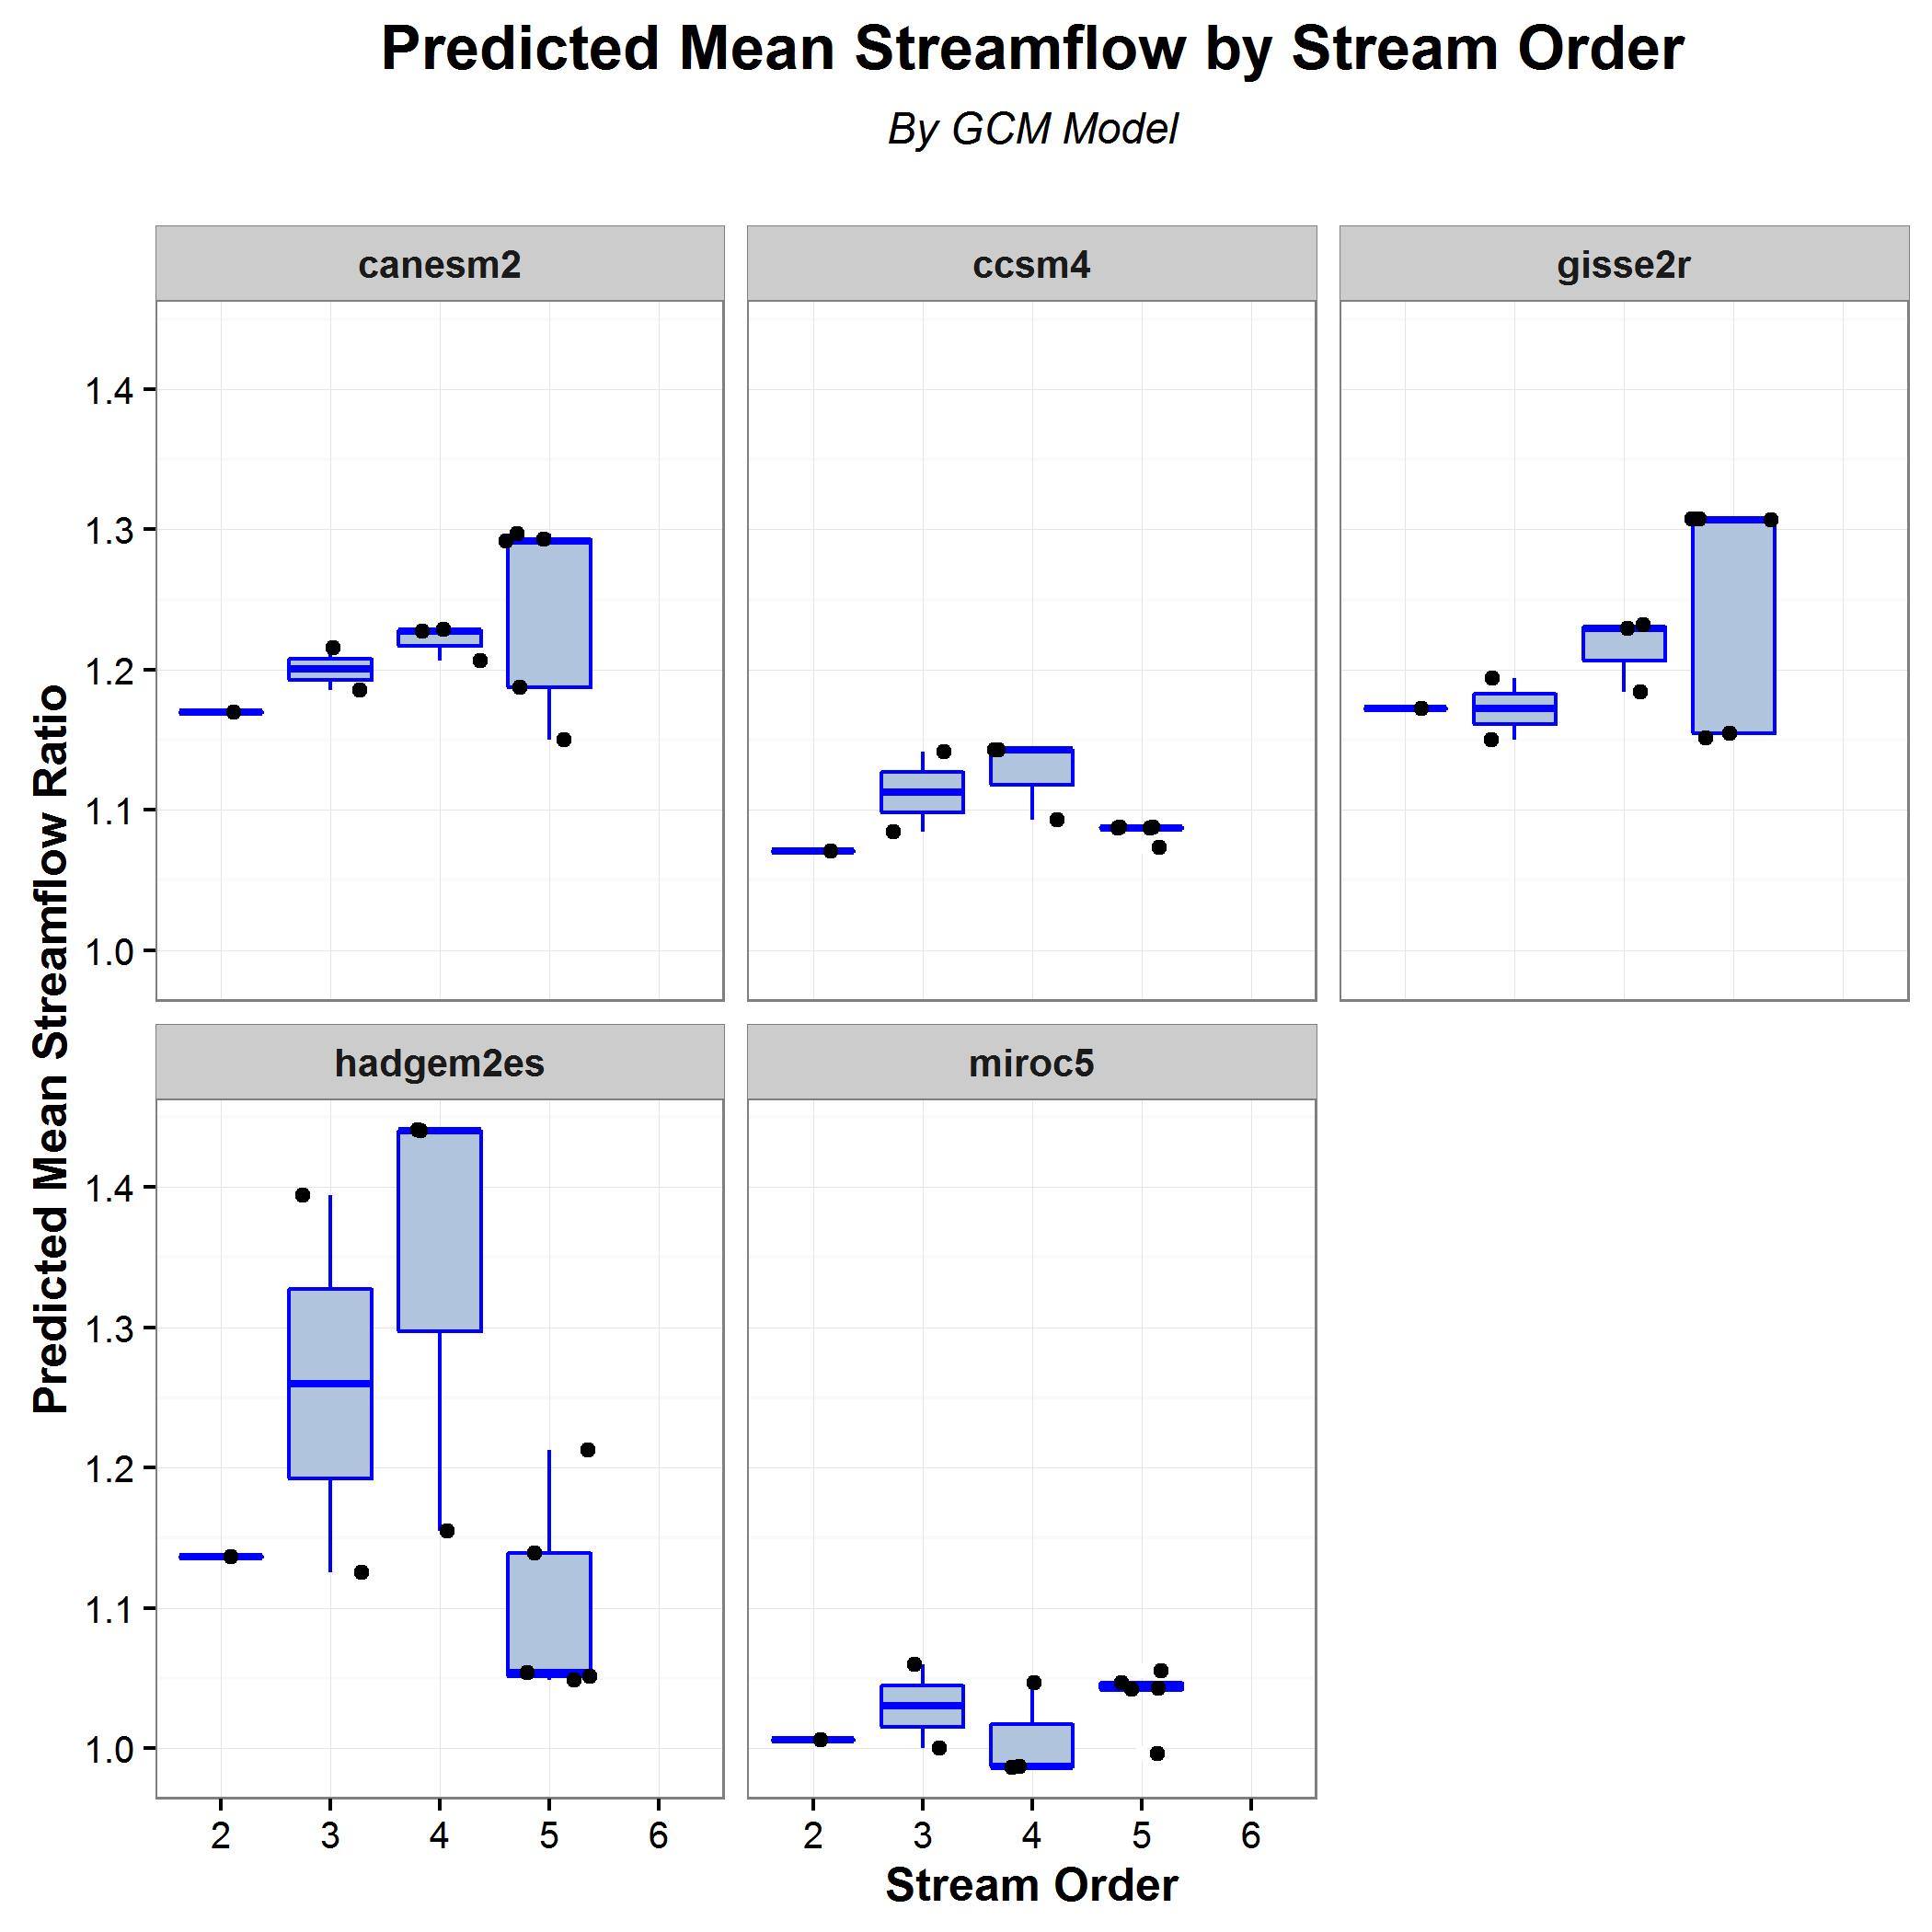 Predicted Mean Streamflow by Stream Order
By GCM Model
canesm2
ccsm4
gisse2r
1.4
1.3
1.2
1.1
1.0
Predicted Mean Streamflow Ratio
hadgem2es
miroc5
1.4
1.3
1.2
1.1
1.0
2 3 4 5 6
2 3 4 5 6
Stream Order